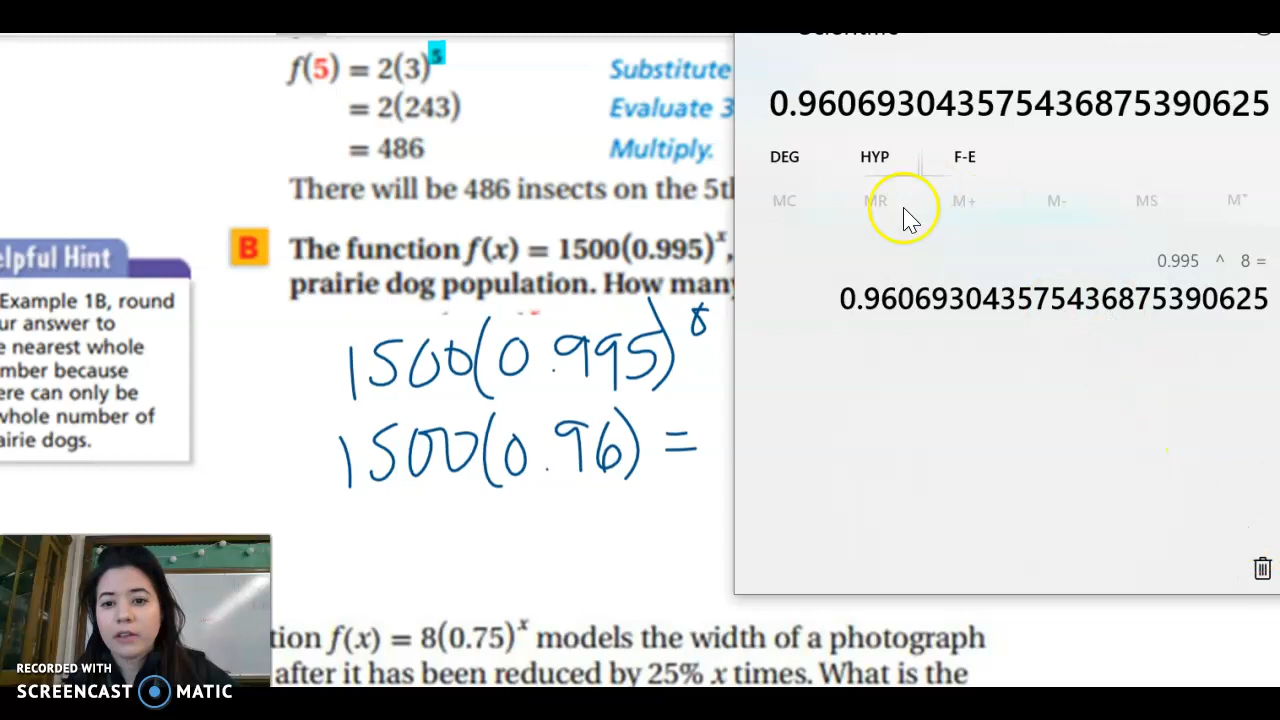 f(5) = 2(3)^5 Substitute
= 2(243) Evaluate 3
= 486 Multiply.
There will be 486 insects on the 5th
B The function f(x) = 1500(0.995)^x,
prairie dog population. How many
elpful Hint
Example 1B, round
ur answer to
e nearest whole
mber because
ere can only be
whole number of
airie dogs.
1500(0.995)^8
1500(0.96) =
tion f(x) = 8(0.75)^x models the width of a photograph
after it has been reduced by 25% x times. What is the
0.960693043575436875390625
DEG HYP F-E
MC MR M+ M- MS M˅
0.995 ^ 8 =
0.960693043575436875390625
RECORDED WITH
SCREENCAST MATIC